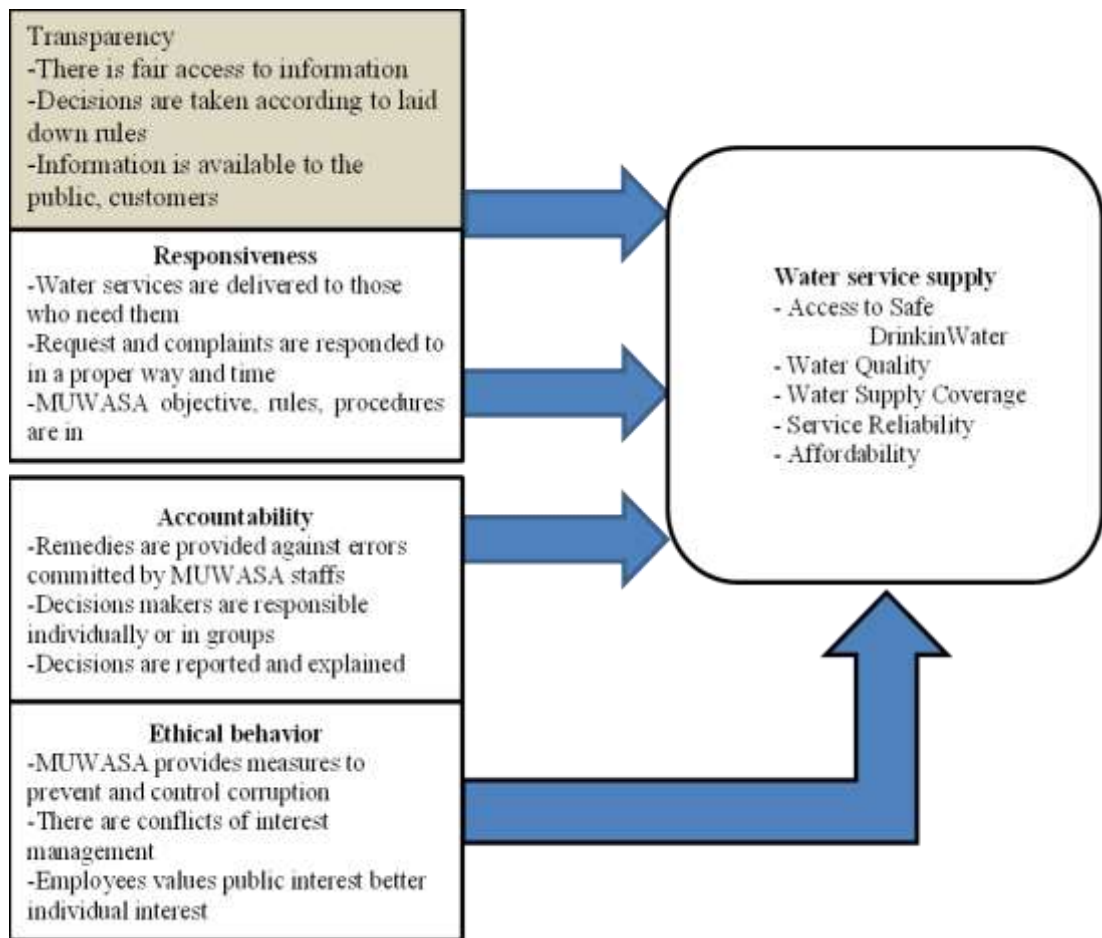 Transparency
-There is fair access to information
-Decisions are taken according to laid
down rules
-Information is available to the
public, customers
Responsiveness
-Water services are delivered to those
who need them
-Request and complaints are responded to
in a proper way and time
-MUWASA objective, rules, procedures
are in
Accountability
-Remedies are provided against errors
committed by MUWASA staffs
-Decisions makers are responsible
individually or in groups
-Decisions are reported and explained
Ethical behavior
-MUWASA provides measures to
prevent and control corruption
-There are conflicts of interest
management
-Employees values public interest better
individual interest
Water service supply
- Access to Safe
DrinkinWater
- Water Quality
- Water Supply Coverage
- Service Reliability
- Affordability